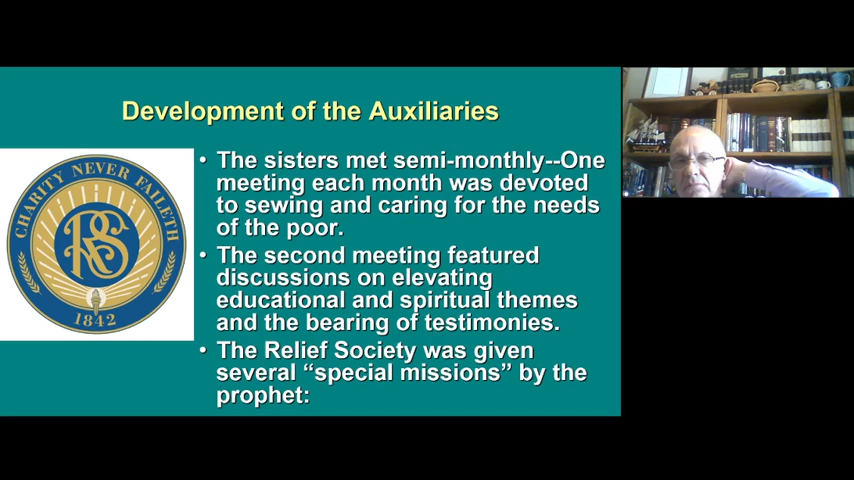 Development of the Auxiliaries
CHARITY NEVER FAILETH
RS
1842
• The sisters met semi-monthly--One
meeting each month was devoted
to sewing and caring for the needs
of the poor.
• The second meeting featured
discussions on elevating
educational and spiritual themes
and the bearing of testimonies.
• The Relief Society was given
several “special missions” by the
prophet: